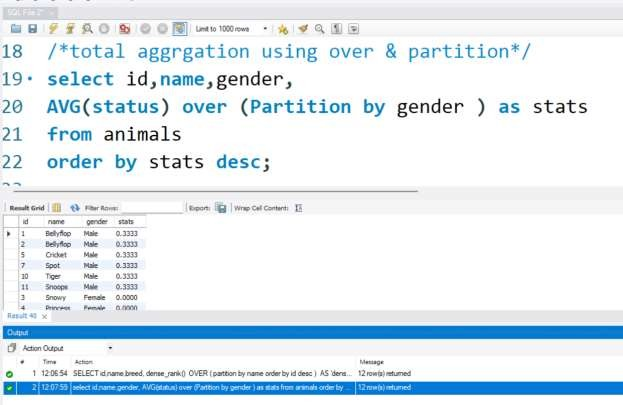 SQL File 2*
Limit to 1000 rows
18 /*total aggrgation using over & partition*/
19 select id,name,gender,
20 AVG(status) over (Partition by gender ) as stats
21 from animals
22 order by stats desc;
Result Grid Filter Rows: Export: Wrap Cell Content:
id name gender stats
1 Bellyflop Male 0.3333
2 Bellyflop Male 0.3333
5 Cricket Male 0.3333
7 Spot Male 0.3333
10 Tiger Male 0.3333
11 Snoops Male 0.3333
3 Snowy Female 0.0000
4 Princess Female 0.0000
Result 40
Output
Action Output
# Time Action Message
1 12:06:54 SELECT id,name,breed, dense_rank() OVER ( partition by name order by id desc ) AS 'dens... 12 row(s) returned
2 12:07:59 select id,name,gender, AVG(status) over (Partition by gender ) as stats from animals order by ... 12 row(s) returned